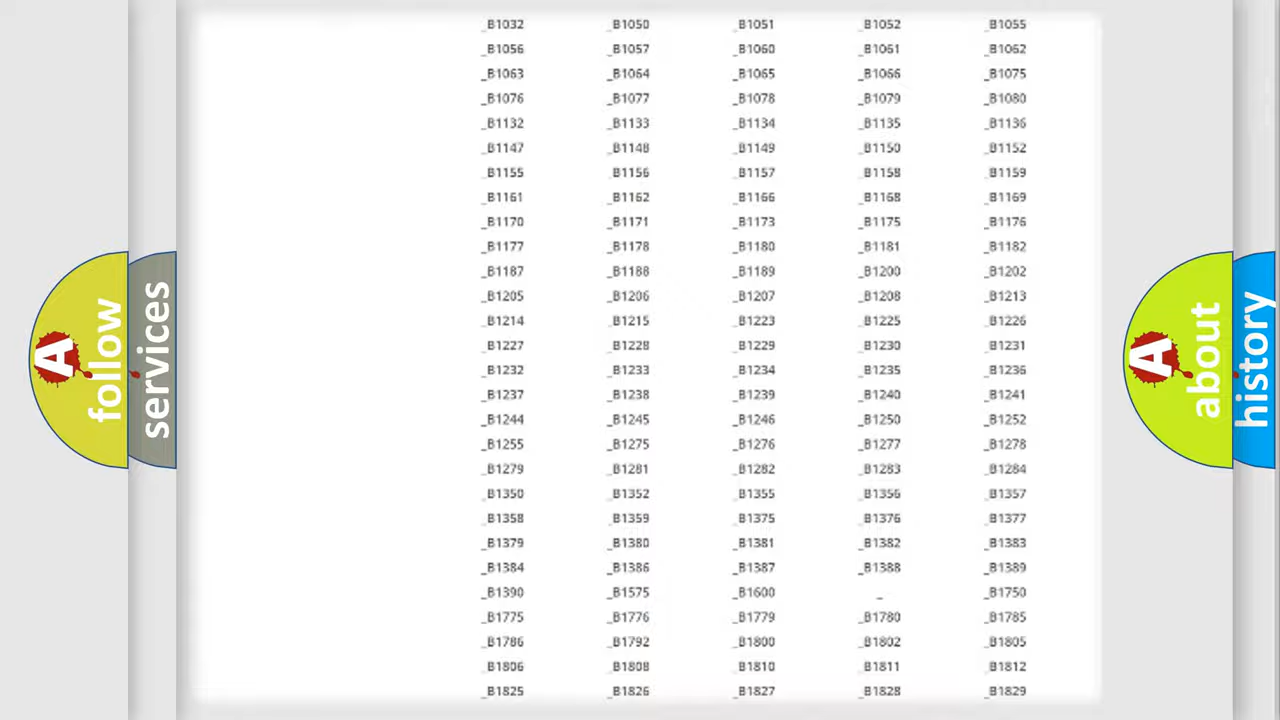 _B1032 _B1050 _B1051 _B1052 _B1055
_B1056 _B1057 _B1060 _B1061 _B1062
_B1063 _B1064 _B1065 _B1066 _B1075
_B1076 _B1077 _B1078 _B1079 _B1080
_B1132 _B1133 _B1134 _B1135 _B1136
_B1147 _B1148 _B1149 _B1150 _B1152
_B1155 _B1156 _B1157 _B1158 _B1159
_B1161 _B1162 _B1166 _B1168 _B1169
_B1170 _B1171 _B1173 _B1175 _B1176
_B1177 _B1178 _B1180 _B1181 _B1182
_B1187 _B1188 _B1189 _B1200 _B1202
_B1205 _B1206 _B1207 _B1208 _B1213
_B1214 _B1215 _B1223 _B1225 _B1226
_B1227 _B1228 _B1229 _B1230 _B1231
_B1232 _B1233 _B1234 _B1235 _B1236
_B1237 _B1238 _B1239 _B1240 _B1241
_B1244 _B1245 _B1246 _B1250 _B1252
_B1255 _B1275 _B1276 _B1277 _B1278
_B1279 _B1281 _B1282 _B1283 _B1284
_B1350 _B1352 _B1355 _B1356 _B1357
_B1358 _B1359 _B1375 _B1376 _B1377
_B1379 _B1380 _B1381 _B1382 _B1383
_B1384 _B1386 _B1387 _B1388 _B1389
_B1390 _B1575 _B1600 _ _B1750
_B1775 _B1776 _B1779 _B1780 _B1785
_B1786 _B1792 _B1800 _B1802 _B1805
_B1806 _B1808 _B1810 _B1811 _B1812
_B1825 _B1826 _B1827 _B1828 _B1829
A
follow
services
A
about
history